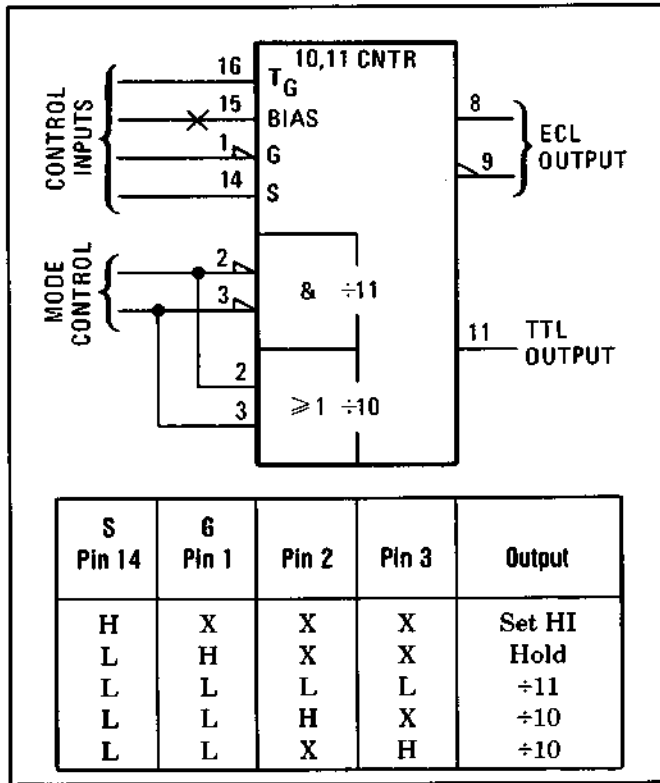 10,11 CNTR
CONTROL INPUTS
16 TG
15 BIAS
1 G
14 S
8
9
ECL OUTPUT
MODE CONTROL
2
3
& ÷11
11 TTL OUTPUT
2
3
≥1 ÷10
S Pin 14 G Pin 1 Pin 2 Pin 3 Output
H X X X Set HI
L H X X Hold
L L L L ÷11
L L H X ÷10
L L X H ÷10